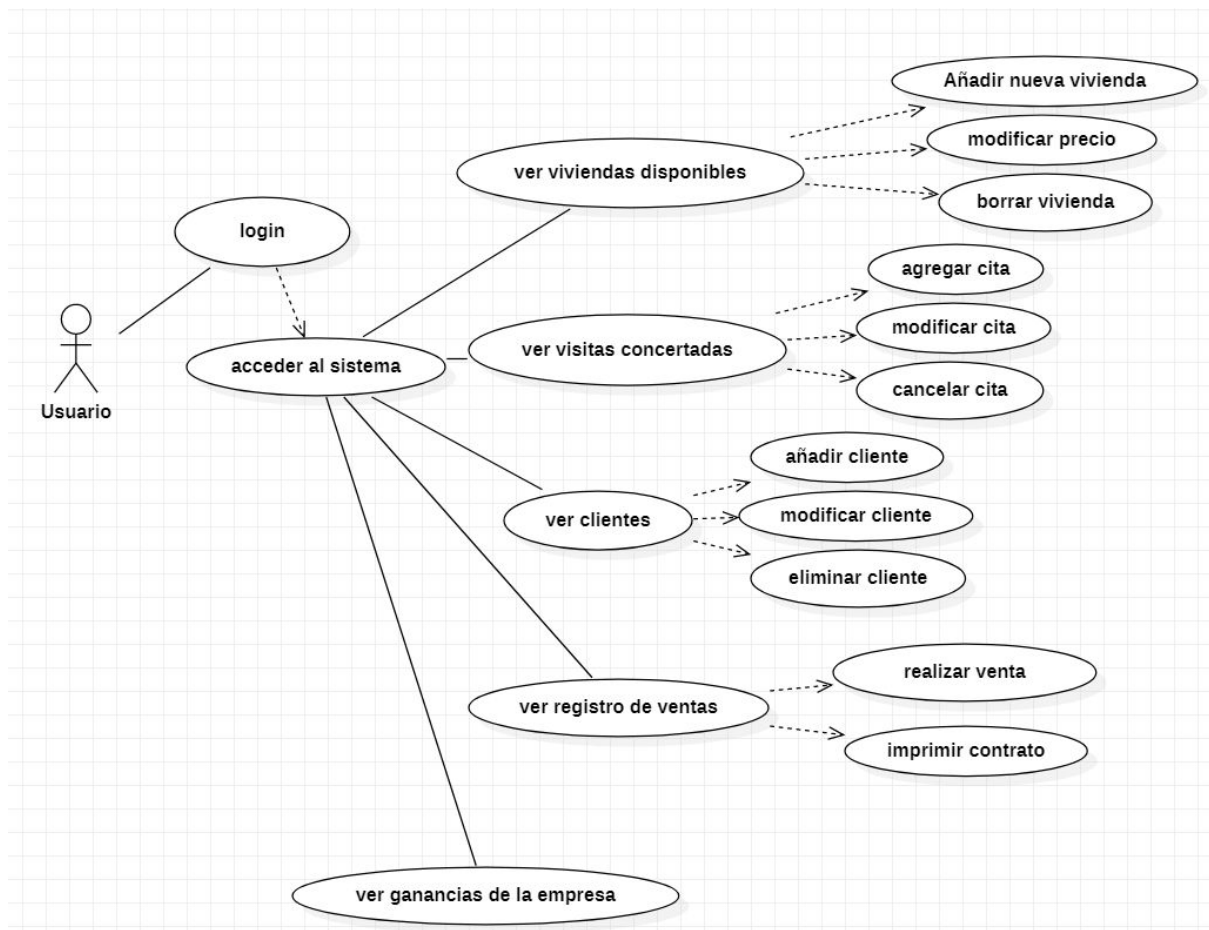 Añadir nueva vivienda
modificar precio
ver viviendas disponibles
borrar vivienda
login
agregar cita
modificar cita
ver visitas concertadas
acceder al sistema
cancelar cita
Usuario
añadir cliente
modificar cliente
ver clientes
eliminar cliente
realizar venta
ver registro de ventas
imprimir contrato
ver ganancias de la empresa